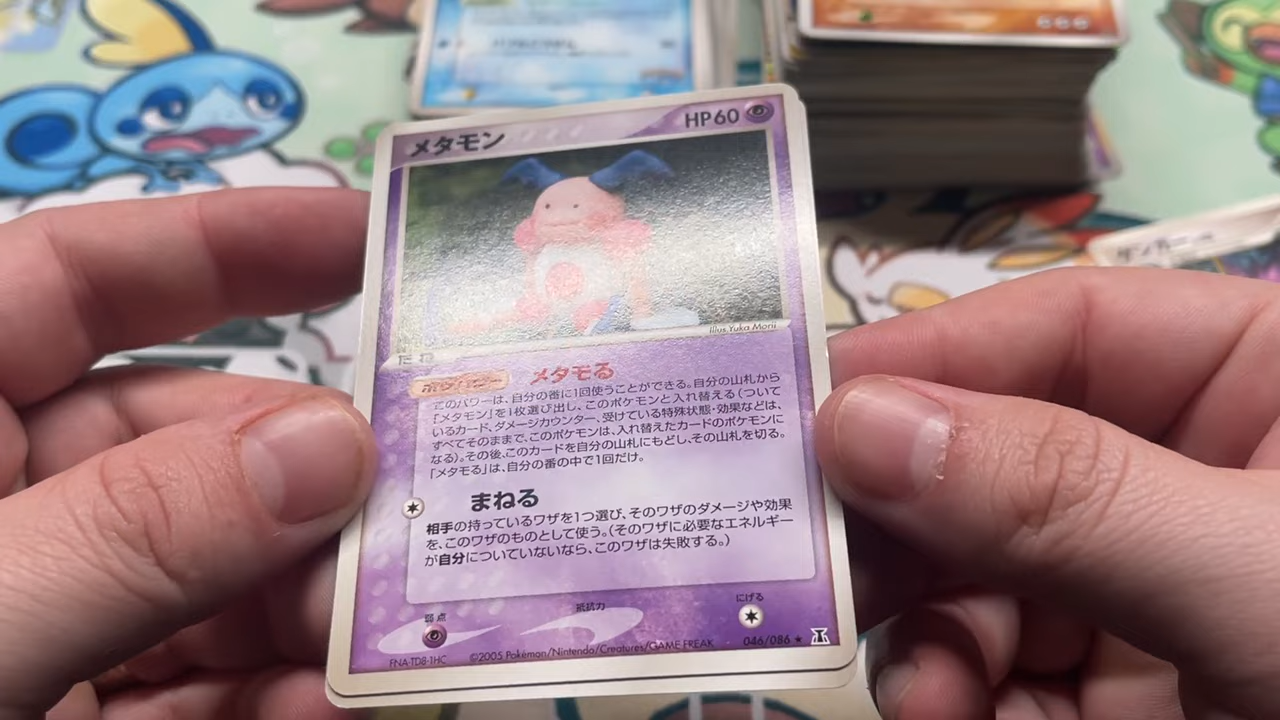 メタモン
HP60
Illus.Yuka Morii
ポケパワー メタモる
このパワーは、自分の番に1回使うことができる。自分の山札から
「メタモン」を1枚選び出し、このポケモンと入れ替える(ついて
いるカード、ダメージカウンター、受けている特殊状態・効果などは、
すべてそのままで、このポケモンは、入れ替えたカードのポケモンに
なる)。その後、このカードを自分の山札にもどし、その山札を切る。
「メタモる」は、自分の番の中で1回だけ。
まねる
相手の持っているワザを1つ選び、そのワザのダメージや効果
を、このワザのものとして使う。(そのワザに必要なエネルギー
が自分についていないなら、このワザは失敗する。)
弱点
抵抗力
にげる
FNA-TD8-1HC
©2005 Pokémon/Nintendo/Creatures/GAME FREAK
046/086 ★